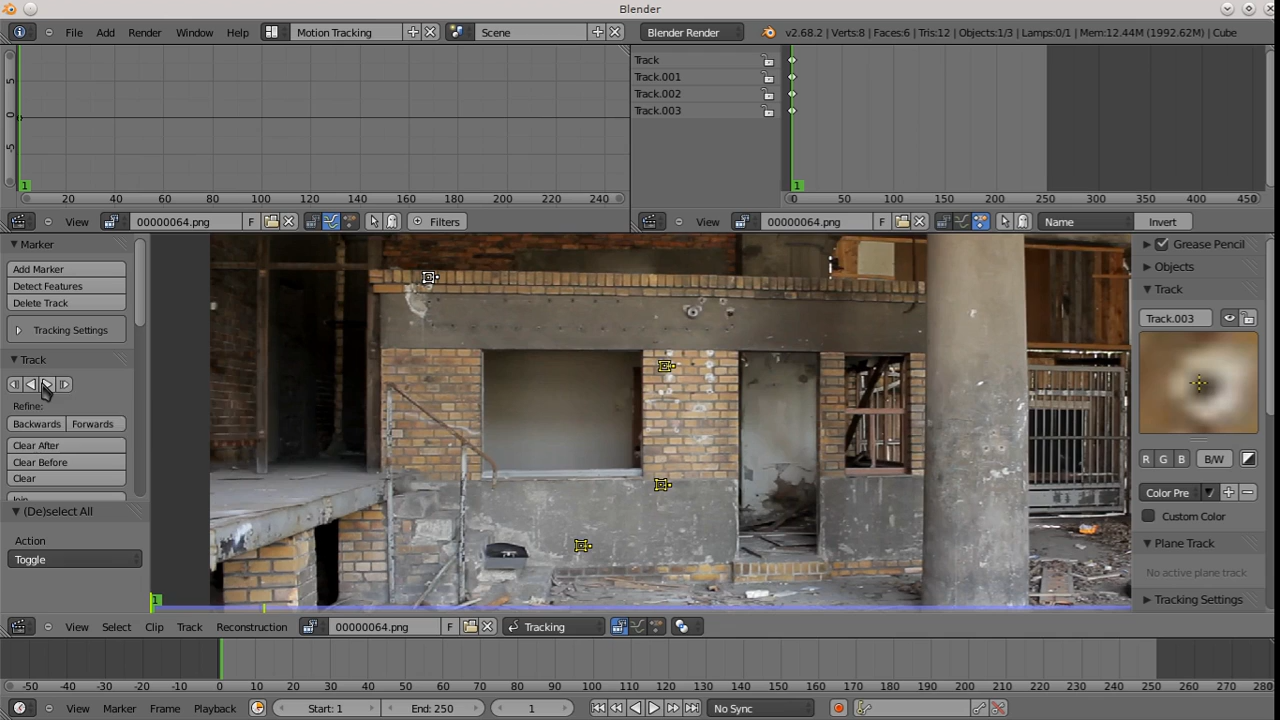 Blender
File Add Render Window Help Motion Tracking Scene Blender Render v2.68.2 | Verts:8 | Faces:6 | Tris:12 | Objects:1/3 | Lamps:0/1 | Mem:12.44M (1992.62M) | Cube
5
0
-5
1
20 40 60 80 100 120 140 160 180 200 220 240
View 00000064.png F Filters
Track
Track.001
Track.002
Track.003
1
0 50 100 150 200 250 300 350 400 450
View 00000064.png F Name Invert
Marker
Add Marker
Detect Features
Delete Track
Tracking Settings
Track
Refine:
Backwards Forwards
Clear After
Clear Before
Clear
Join
(De)select All
Action
Toggle
1
Grease Pencil
Objects
Track
Track.003
R G B B/W
Color Pre
Custom Color
Plane Track
No active plane track
Tracking Settings
View Select Clip Track Reconstruction 00000064.png F Tracking
-50 -40 -30 -20 -10 0 10 20 30 40 50 60 70 80 90 100 110 120 130 140 150 160 170 180 190 200 210 220 230 240 250 260 270 280
View Marker Frame Playback Start: 1 End: 250 1 No Sync